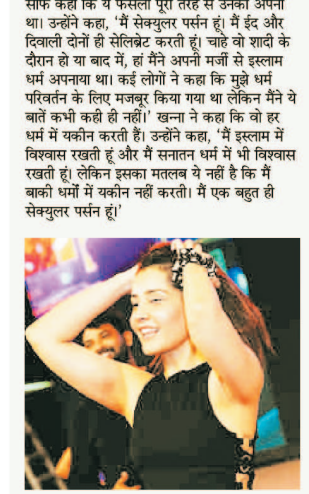 साफ कहा कि ये फैसला पूरी तरह से उनका अपना
था। उन्होंने कहा, 'मैं सेक्युलर पर्सन हूं। मैं ईद और
दिवाली दोनों ही सेलिब्रेट करती हूं। चाहे वो शादी के
दौरान हो या बाद में, हां मैंने अपनी मर्जी से इस्लाम
धर्म अपनाया था। कई लोगों ने कहा कि मुझे धर्म
परिवर्तन के लिए मजबूर किया गया था लेकिन मैंने ये
बातें कभी कही ही नहीं।' खन्ना ने कहा कि वो हर
धर्म में यकीन करती हैं। उन्होंने कहा, 'मैं इस्लाम में
विश्वास रखती हूं और मैं सनातन धर्म में भी विश्वास
रखती हूं। लेकिन इसका मतलब ये नहीं है कि मैं
बाकी धर्मों में यकीन नहीं करती। मैं एक बहुत ही
सेक्युलर पर्सन हूं।'